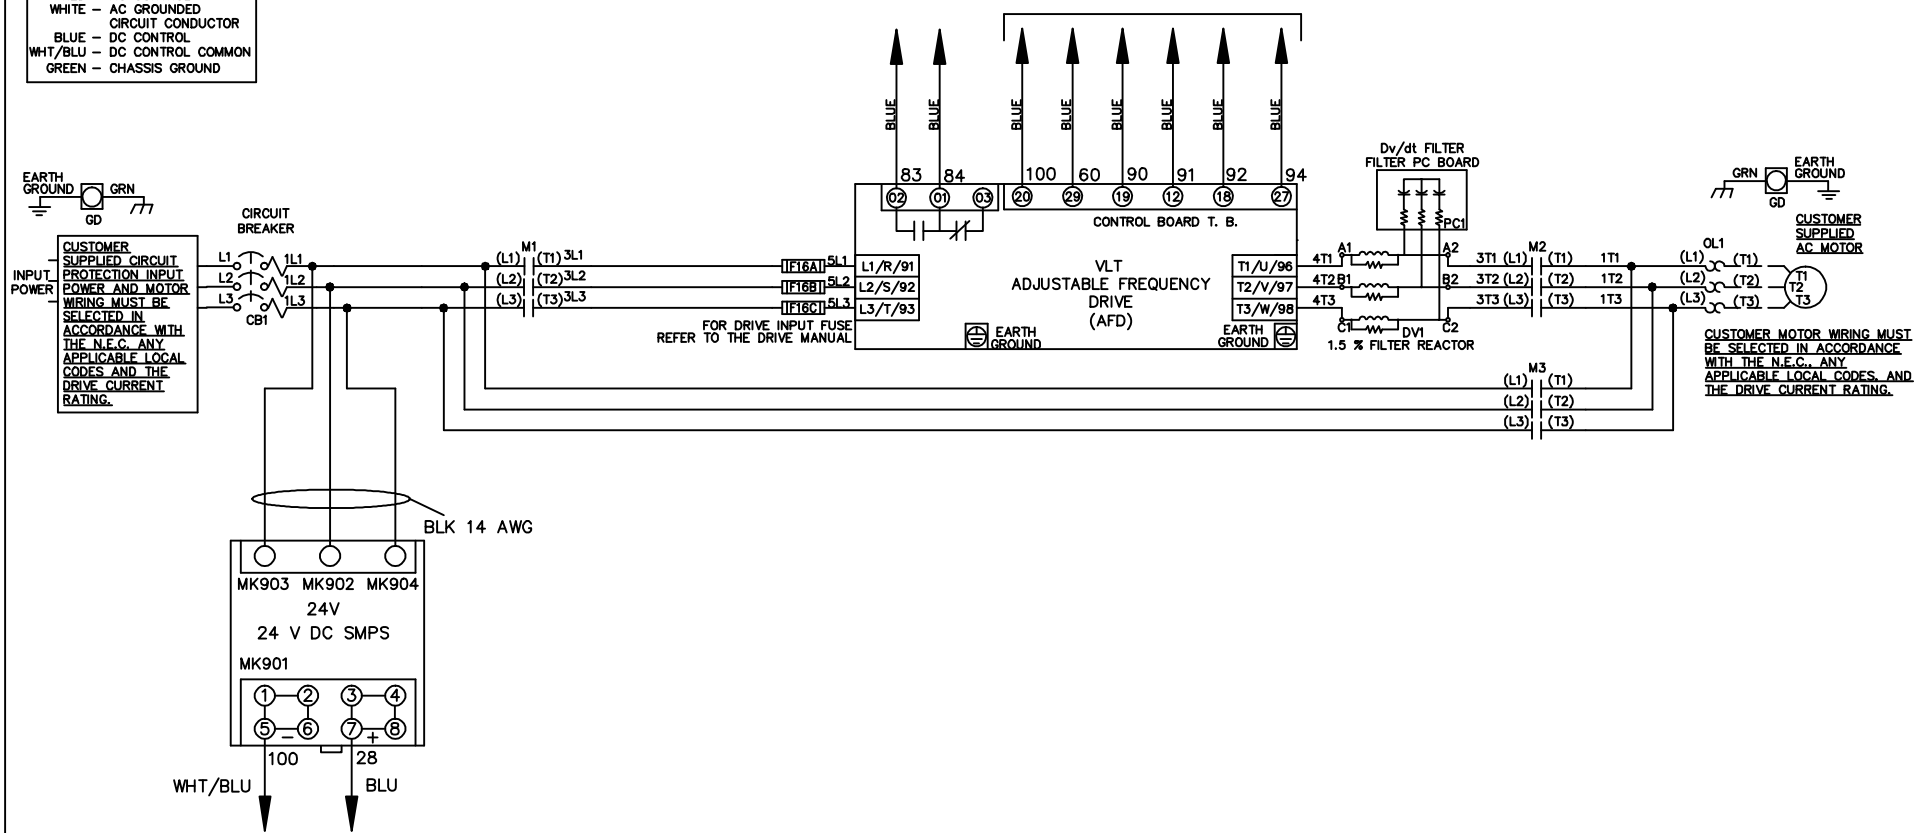 WHITE – AC GROUNDED
CIRCUIT CONDUCTOR
BLUE – DC CONTROL
WHT/BLU – DC CONTROL COMMON
GREEN – CHASSIS GROUND
BLUE
BLUE
BLUE
BLUE
BLUE
BLUE
BLUE
BLUE
83
84
100
60
90
91
92
94
02
01
03
20
29
19
12
18
27
CONTROL BOARD T. B.
Dv/dt FILTER
FILTER PC BOARD
PC1
EARTH
GROUND
GRN
GD
GRN
EARTH
GROUND
GD
CUSTOMER
SUPPLIED
AC MOTOR
CIRCUIT
BREAKER
INPUT
POWER
CUSTOMER
SUPPLIED CIRCUIT
PROTECTION INPUT
POWER AND MOTOR
WIRING MUST BE
SELECTED IN
ACCORDANCE WITH
THE N.E.C. ANY
APPLICABLE LOCAL
CODES AND THE
DRIVE CURRENT
RATING.
L1
L2
L3
1L1
1L2
1L3
CB1
M1
(L1) (T1) 3L1
(L2) (T2) 3L2
(L3) (T3) 3L3
IF16A 5L1
IF16B 5L2
IF16C 5L3
FOR DRIVE INPUT FUSE
REFER TO THE DRIVE MANUAL
L1/R/91
L2/S/92
L3/T/93
VLT
ADJUSTABLE FREQUENCY
DRIVE
(AFD)
EARTH
GROUND
EARTH
GROUND
T1/U/96
T2/V/97
T3/W/98
4T1 A1 A2
4T2 B1 B2
4T3 C1 C2
DV1
1.5 % FILTER REACTOR
M2
3T1 (L1) (T1) 1T1
3T2 (L2) (T2) 1T2
3T3 (L3) (T3) 1T3
OL1
(L1) (T1)
(L2) (T2)
(L3) (T3)
T1
T2
T3
CUSTOMER MOTOR WIRING MUST
BE SELECTED IN ACCORDANCE
WITH THE N.E.C., ANY
APPLICABLE LOCAL CODES, AND
THE DRIVE CURRENT RATING.
M3
(L1) (T1)
(L2) (T2)
(L3) (T3)
BLK 14 AWG
MK903 MK902 MK904
24V
24 V DC SMPS
MK901
1 2 3 4
5 6 7 8
– +
100 28
WHT/BLU BLU